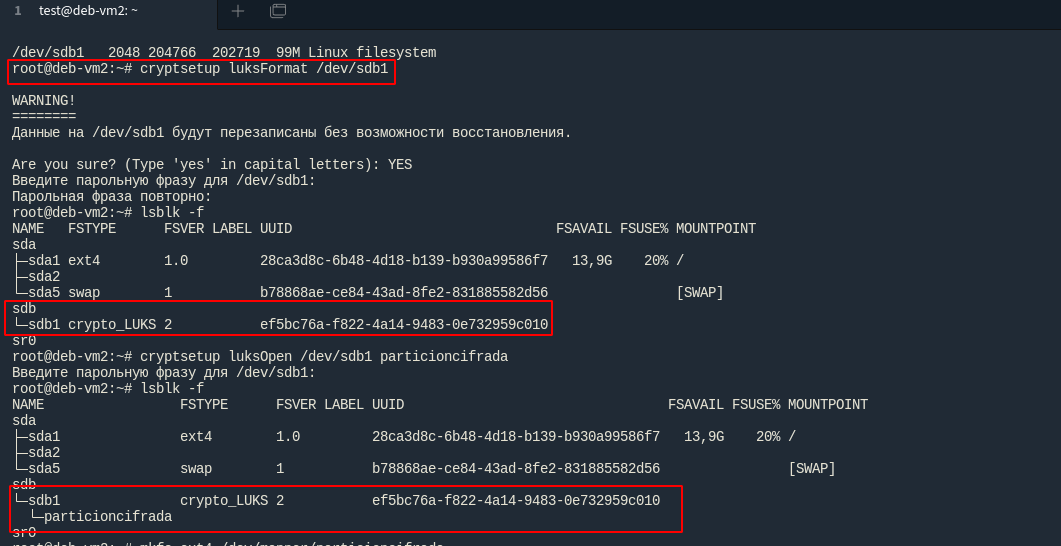 1 test@deb-vm2: ~
/dev/sdb1   2048 204766  202719  99M Linux filesystem
root@deb-vm2:~# cryptsetup luksFormat /dev/sdb1
WARNING!
========
Данные на /dev/sdb1 будут перезаписаны без возможности восстановления.
Are you sure? (Type 'yes' in capital letters): YES
Введите парольную фразу для /dev/sdb1:
Парольная фраза повторно:
root@deb-vm2:~# lsblk -f
NAME   FSTYPE      FSVER LABEL UUID                                 FSAVAIL FSUSE% MOUNTPOINT
sda
├─sda1 ext4        1.0         28ca3d8c-6b48-4d18-b139-b930a99586f7   13,9G    20% /
├─sda2
└─sda5 swap        1           b78868ae-ce84-43ad-8fe2-831885582d56                [SWAP]
sdb
└─sdb1 crypto_LUKS 2           ef5bc76a-f822-4a14-9483-0e732959c010
sr0
root@deb-vm2:~# cryptsetup luksOpen /dev/sdb1 particioncifrada
Введите парольную фразу для /dev/sdb1:
root@deb-vm2:~# lsblk -f
NAME                 FSTYPE      FSVER LABEL UUID                                 FSAVAIL FSUSE% MOUNTPOINT
sda
├─sda1               ext4        1.0         28ca3d8c-6b48-4d18-b139-b930a99586f7   13,9G    20% /
├─sda2
└─sda5               swap        1           b78868ae-ce84-43ad-8fe2-831885582d56                [SWAP]
sdb
└─sdb1               crypto_LUKS 2           ef5bc76a-f822-4a14-9483-0e732959c010
  └─particioncifrada
sr0
root@deb-vm2:~# mkfs.ext4 /dev/mapper/particioncifrada